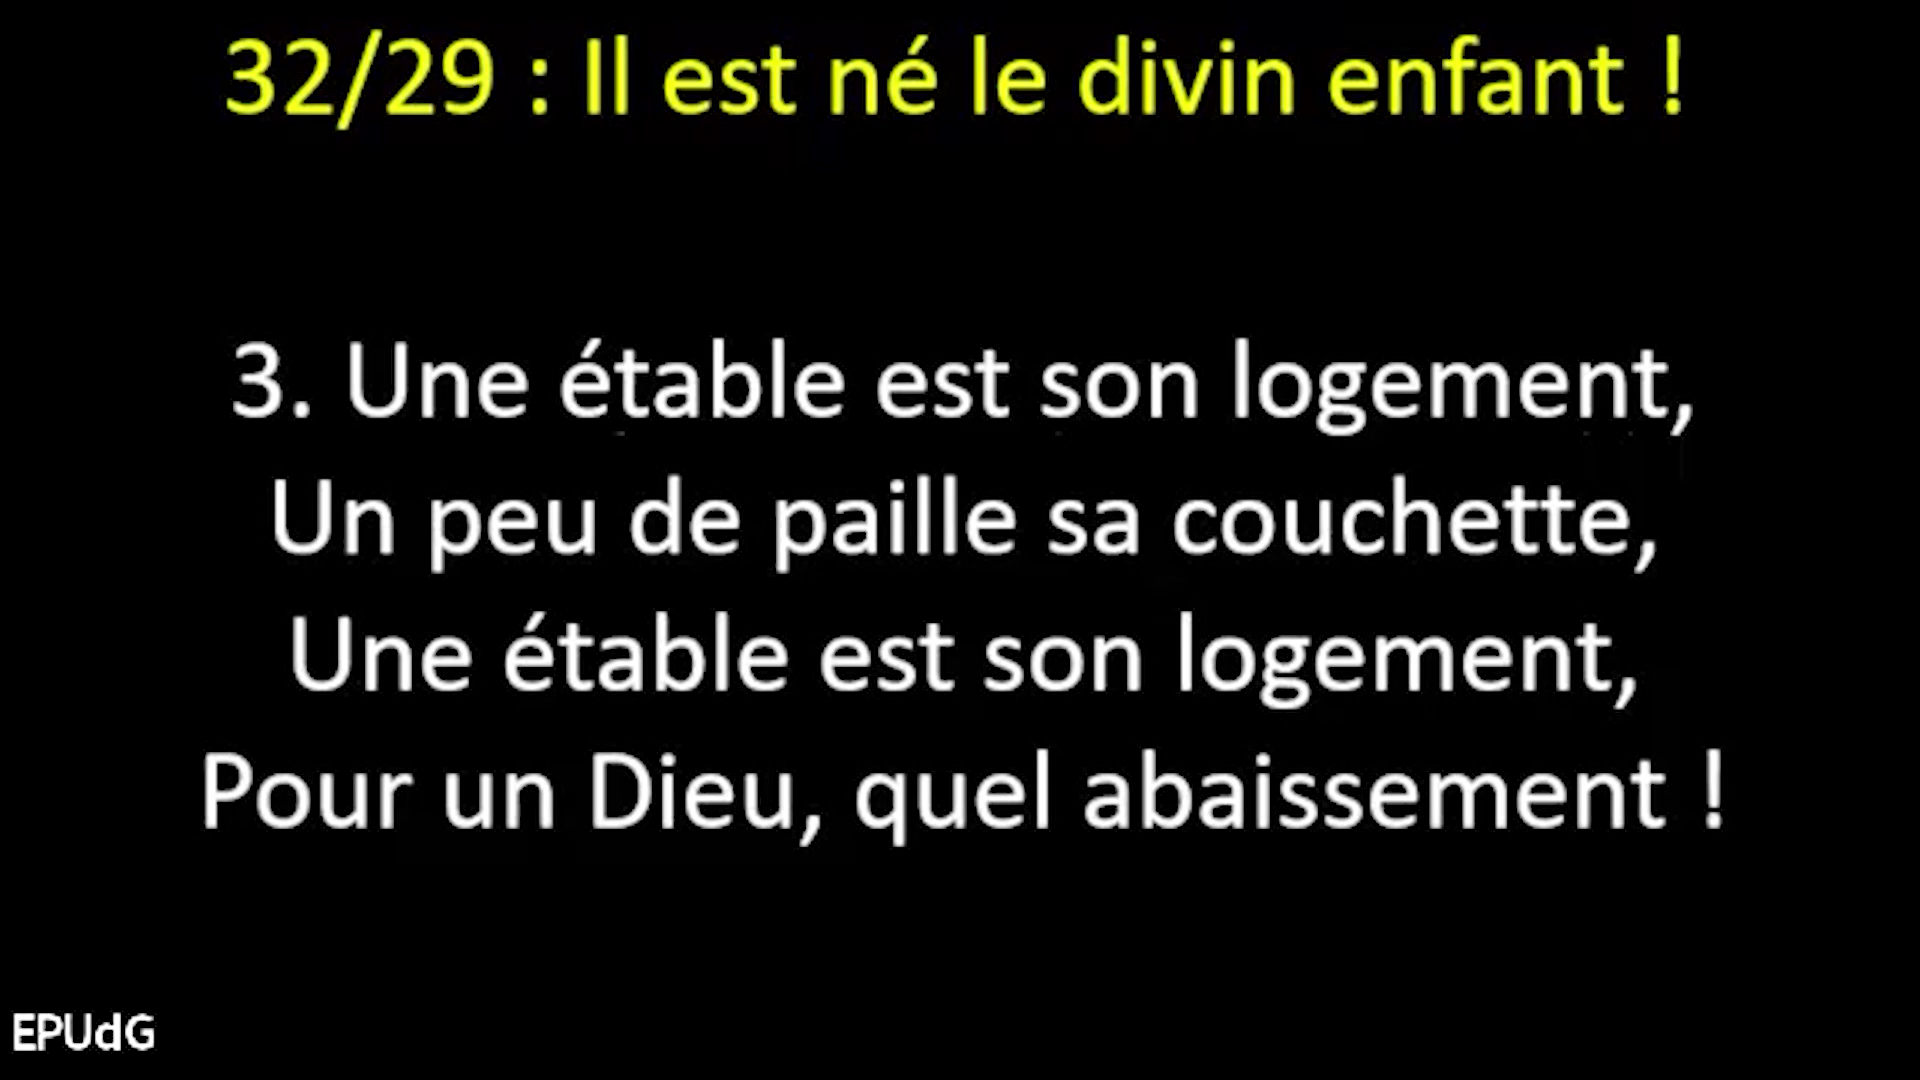 32/29 : Il est né le divin enfant !
3. Une étable est son logement,
Un peu de paille sa couchette,
Une étable est son logement,
Pour un Dieu, quel abaissement !
EPUdG